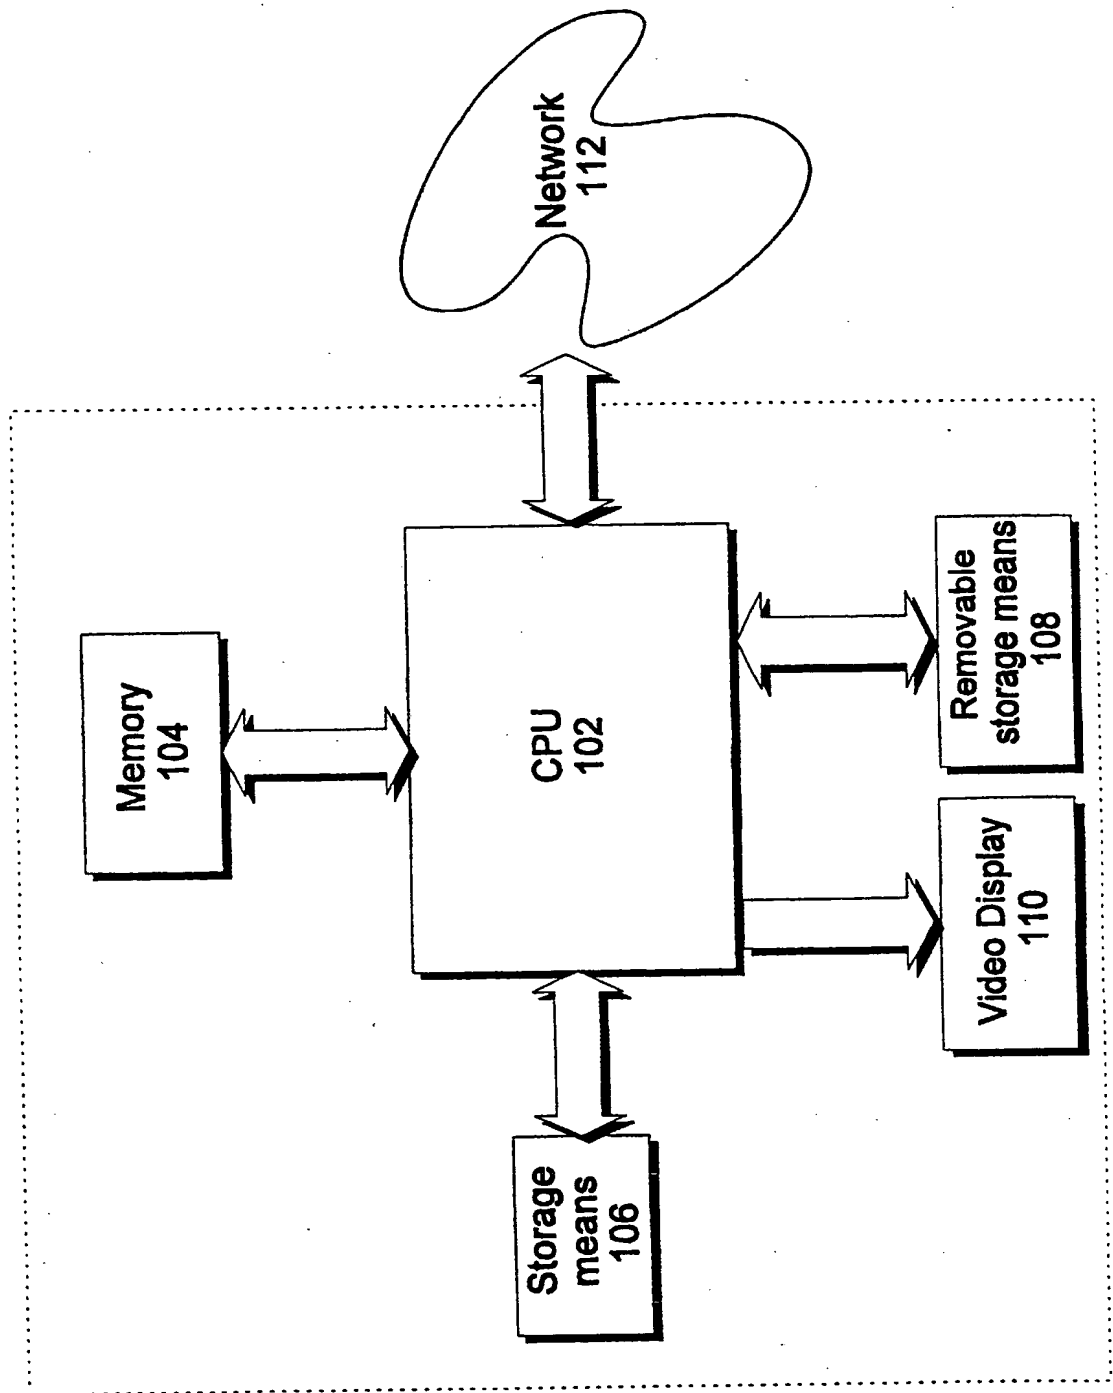 Memory
104
Network
112
CPU
102
Storage
means
106
Video Display
110
Removable
storage means
108